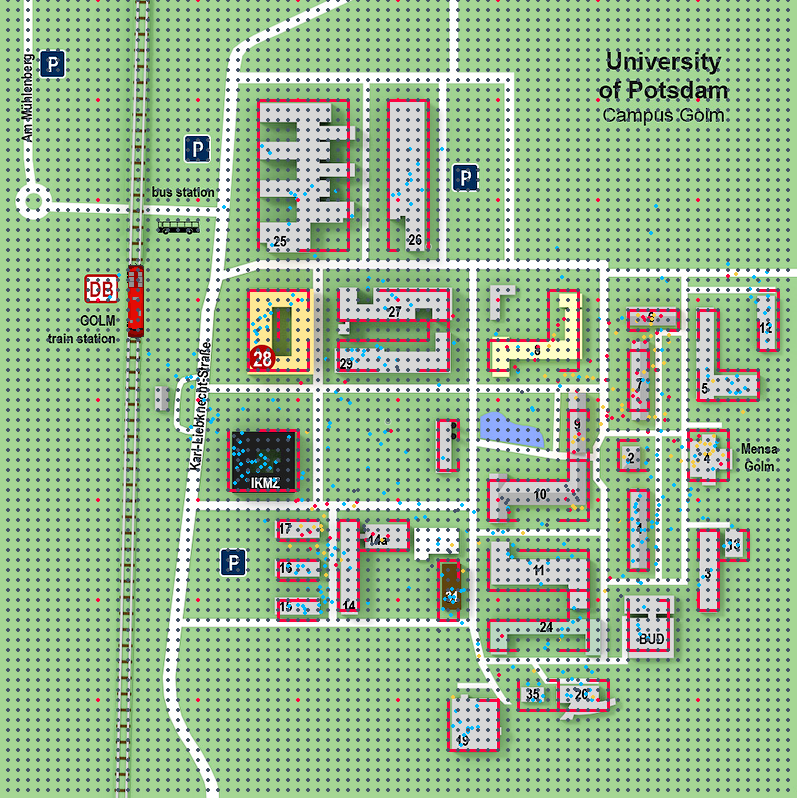 University
of Potsdam
Campus Golm
P
Am Mühlenberg
P
P
bus station
25
26
DB
GOLM
train station
28
27
29
8
6
7
5
12
Karl-Liebknecht-Straße
IKMZ
9
10
2
4
Mensa
Golm
1
17
16
15
14
14a
P
31
11
24
3
13
BUD
35
20
19